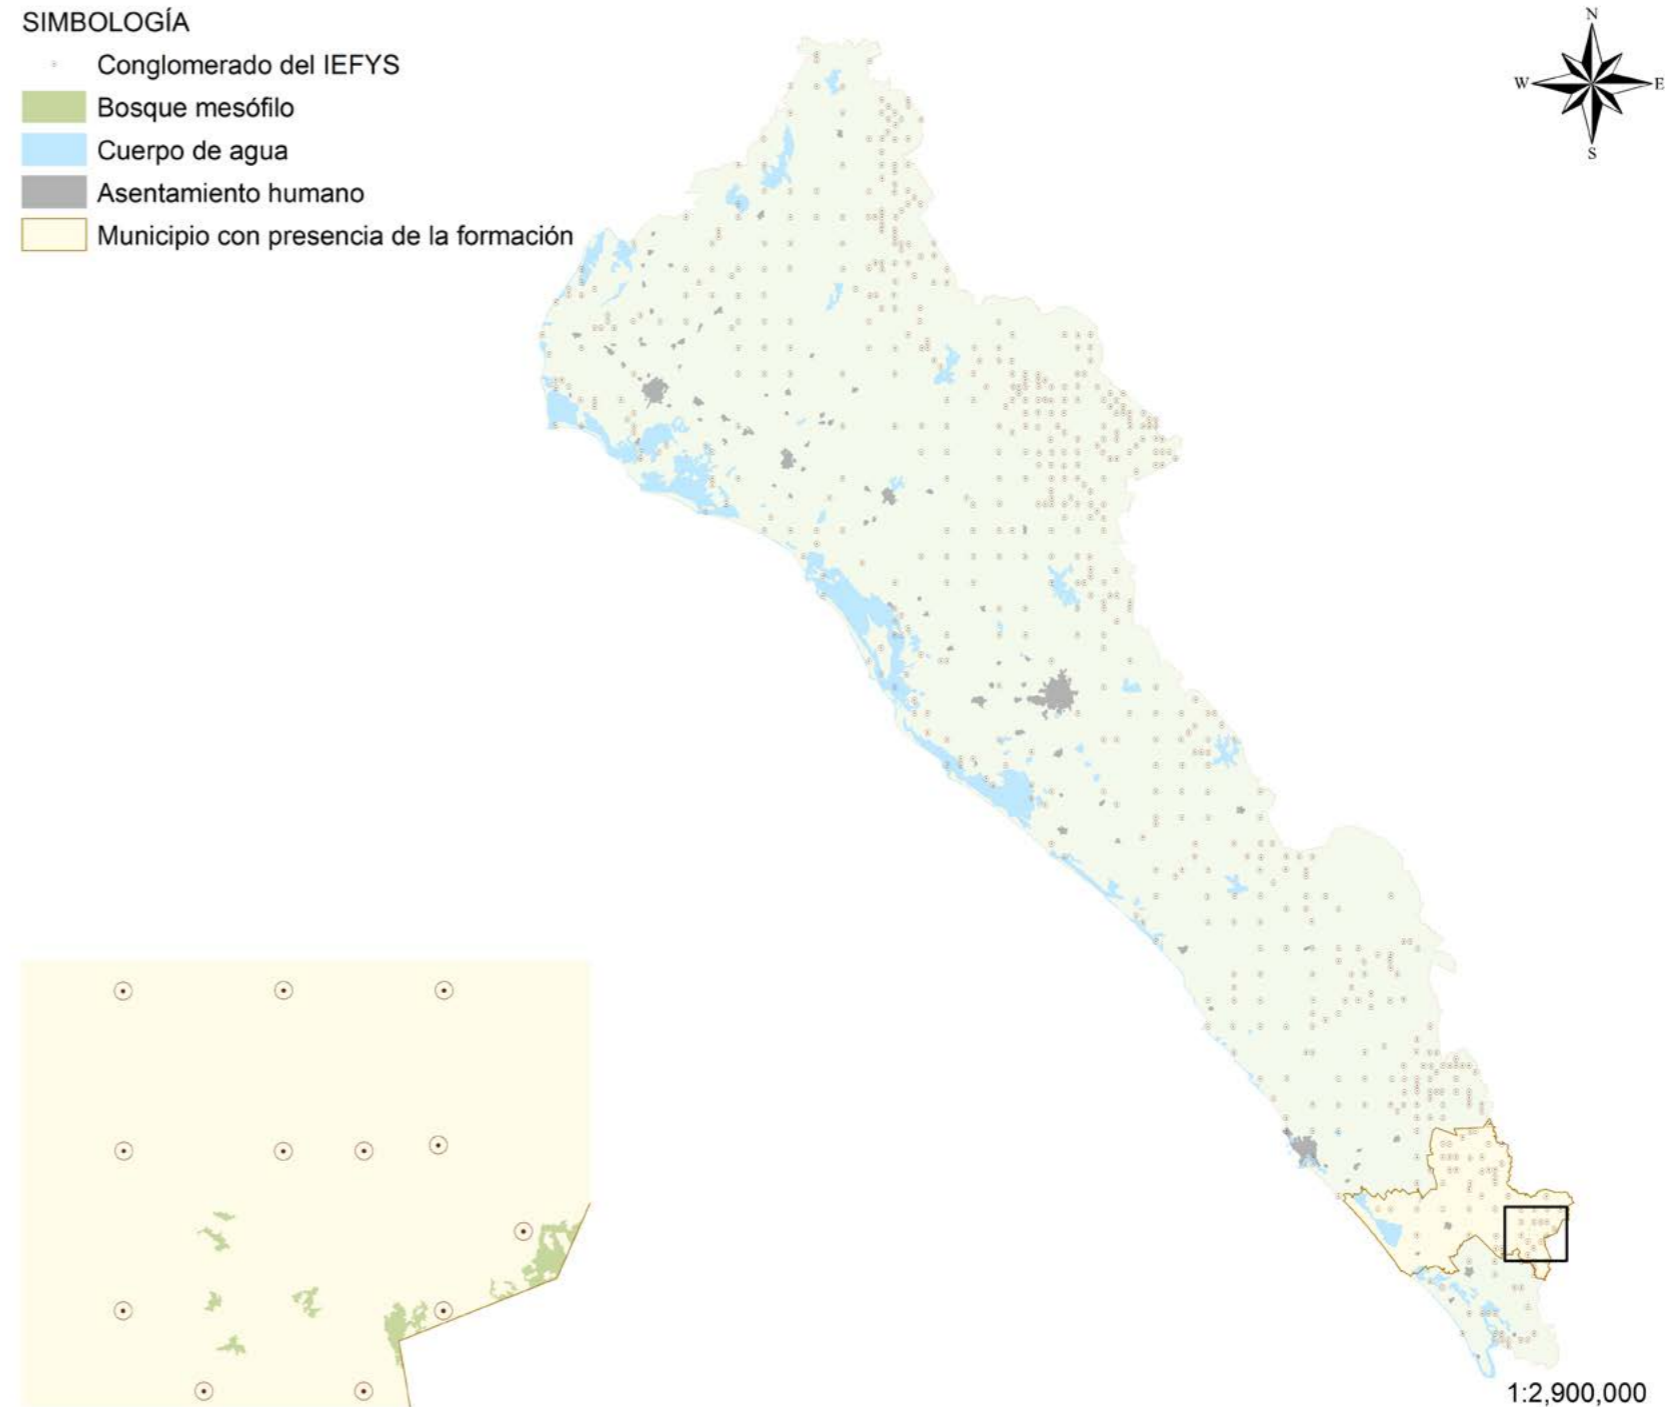 SIMBOLOGÍA
Conglomerado del IEFYS
Bosque mesófilo
Cuerpo de agua
Asentamiento humano
Municipio con presencia de la formación
N
W E
S
1:2,900,000